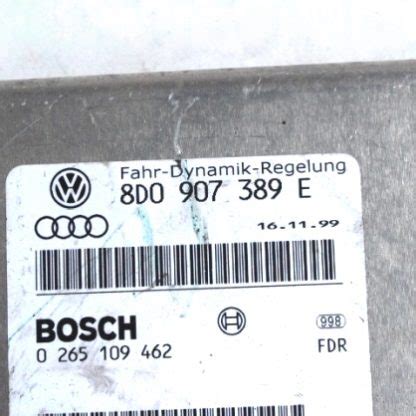 Fahr-Dynamik-Regelung
8D0 907 389 E
16.11.99
BOSCH
998
0 265 109 462
FDR